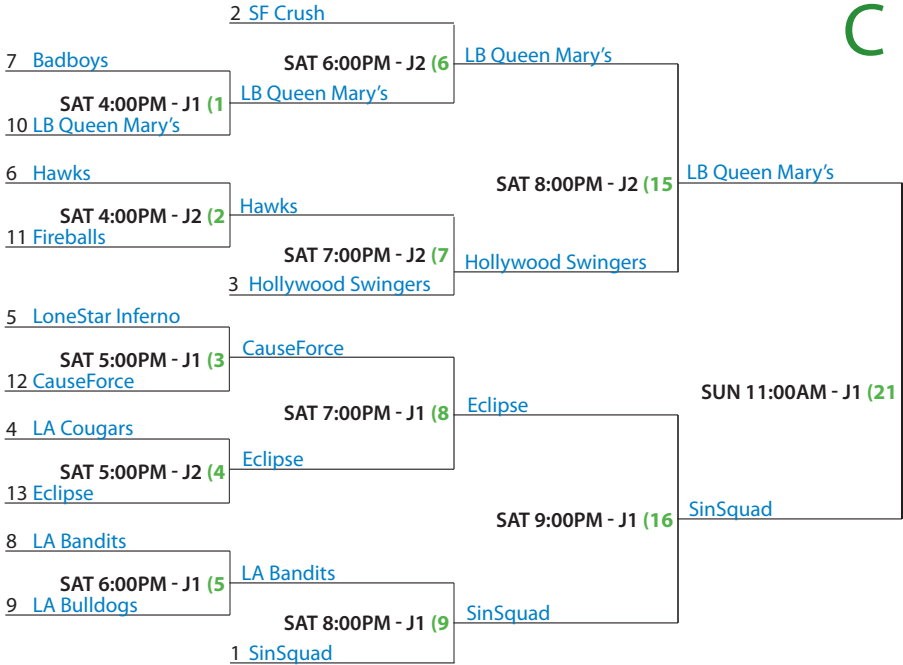 C
2 SF Crush
7 Badboys
SAT 6:00PM - J2 (6
LB Queen Mary's
SAT 4:00PM - J1 (1
LB Queen Mary's
10 LB Queen Mary's
6 Hawks
SAT 8:00PM - J2 (15
LB Queen Mary's
SAT 4:00PM - J2 (2
Hawks
11 Fireballs
SAT 7:00PM - J2 (7
Hollywood Swingers
3 Hollywood Swingers
5 LoneStar Inferno
SAT 5:00PM - J1 (3
CauseForce
12 CauseForce
SUN 11:00AM - J1 (21
SAT 7:00PM - J1 (8
Eclipse
4 LA Cougars
SAT 5:00PM - J2 (4
Eclipse
13 Eclipse
SAT 9:00PM - J1 (16
SinSquad
8 LA Bandits
SAT 6:00PM - J1 (5
LA Bandits
9 LA Bulldogs
SAT 8:00PM - J1 (9
SinSquad
1 SinSquad